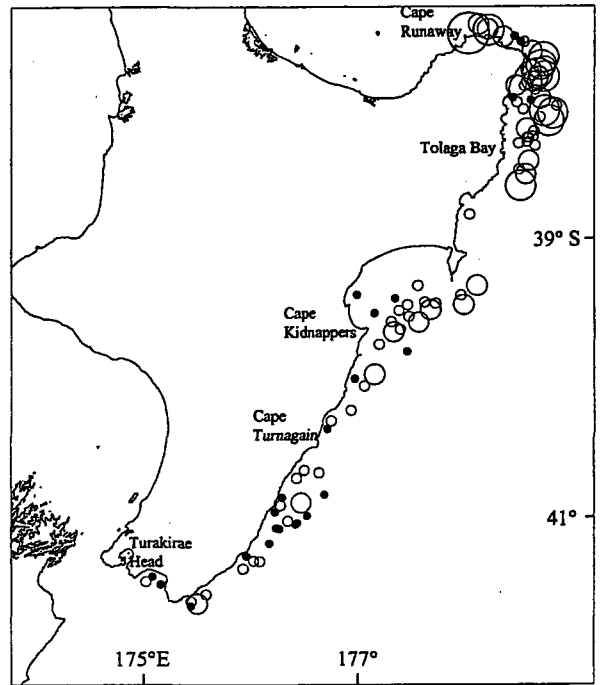 Cape
Runaway
Tolaga Bay
39° S
Cape
Kidnappers
Cape
Turnagain
41°
Turakirae
Head
175°E
177°